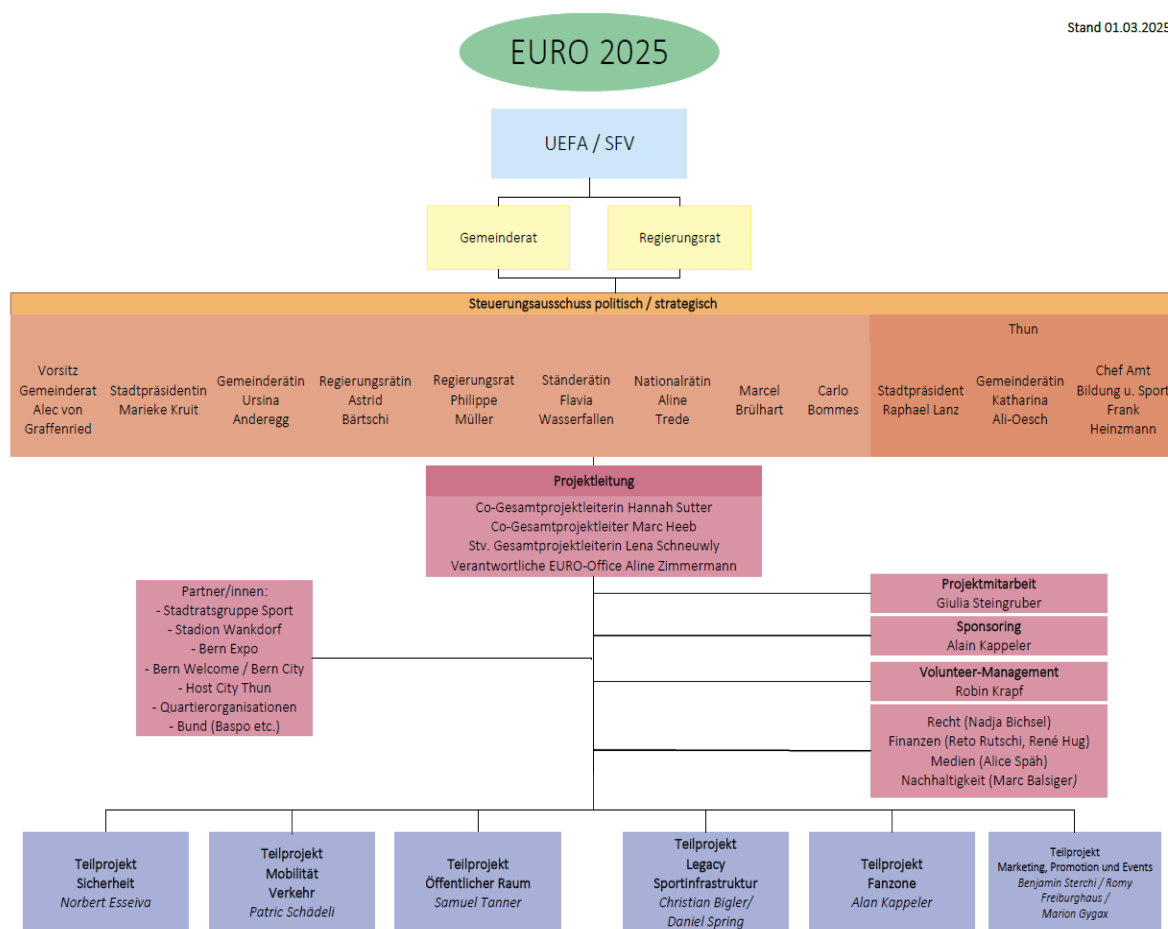 Stand 01.03.2025
EURO 2025
UEFA / SFV
Gemeinderat
Regierungsrat
Steuerungsausschuss politisch / strategisch
Vorsitz
Gemeinderat
Alec von
Graffenried
Stadtpräsidentin
Marieke Kruit
Gemeinderätin
Ursina
Anderegg
Regierungsrätin
Astrid
Bärtschi
Regierungsrat
Philippe
Müller
Ständerätin
Flavia
Wasserfallen
Nationalrätin
Aline
Trede
Marcel
Brülhart
Carlo
Bommes
Thun
Stadtpräsident
Raphael Lanz
Gemeinderätin
Katharina
Ali-Oesch
Chef Amt
Bildung u. Sport
Frank
Heinzmann
Projektleitung
Co-Gesamtprojektleiterin Hannah Sutter
Co-Gesamtprojektleiter Marc Heeb
Stv. Gesamtprojektleiterin Lena Schneuwly
Verantwortliche EURO-Office Aline Zimmermann
Partner/innen:
- Stadtratsgruppe Sport
- Stadion Wankdorf
- Bern Expo
- Bern Welcome / Bern City
- Host City Thun
- Quartierorganisationen
- Bund (Baspo etc.)
Projektmitarbeit
Giulia Steingruber
Sponsoring
Alain Kappeler
Volunteer-Management
Robin Krapf
Recht (Nadja Bichsel)
Finanzen (Reto Rutschi, René Hug)
Medien (Alice Späh)
Nachhaltigkeit (Marc Balsiger)
Teilprojekt
Sicherheit
Norbert Esseiva
Teilprojekt
Mobilität
Verkehr
Patric Schädeli
Teilprojekt
Öffentlicher Raum
Samuel Tanner
Teilprojekt
Legacy
Sportinfrastruktur
Christian Bigler/
Daniel Spring
Teilprojekt
Fanzone
Alan Kappeler
Teilprojekt
Marketing, Promotion und Events
Benjamin Sterchi / Romy
Freiburghaus /
Marion Gygax